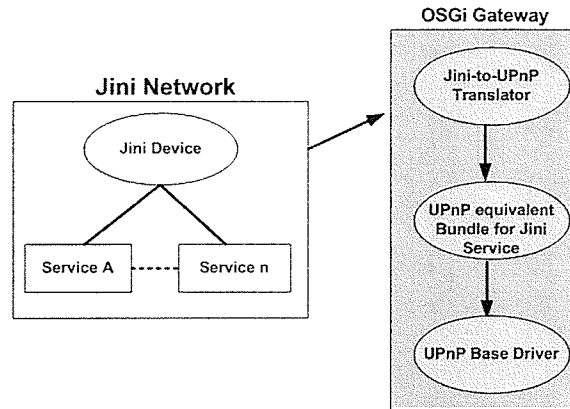 OSGi Gateway
Jini Network
Jini Device
Service A
Service n
Jini-to-UPnP
Translator
UPnP equivalent
Bundle for Jini
Service
UPnP Base Driver